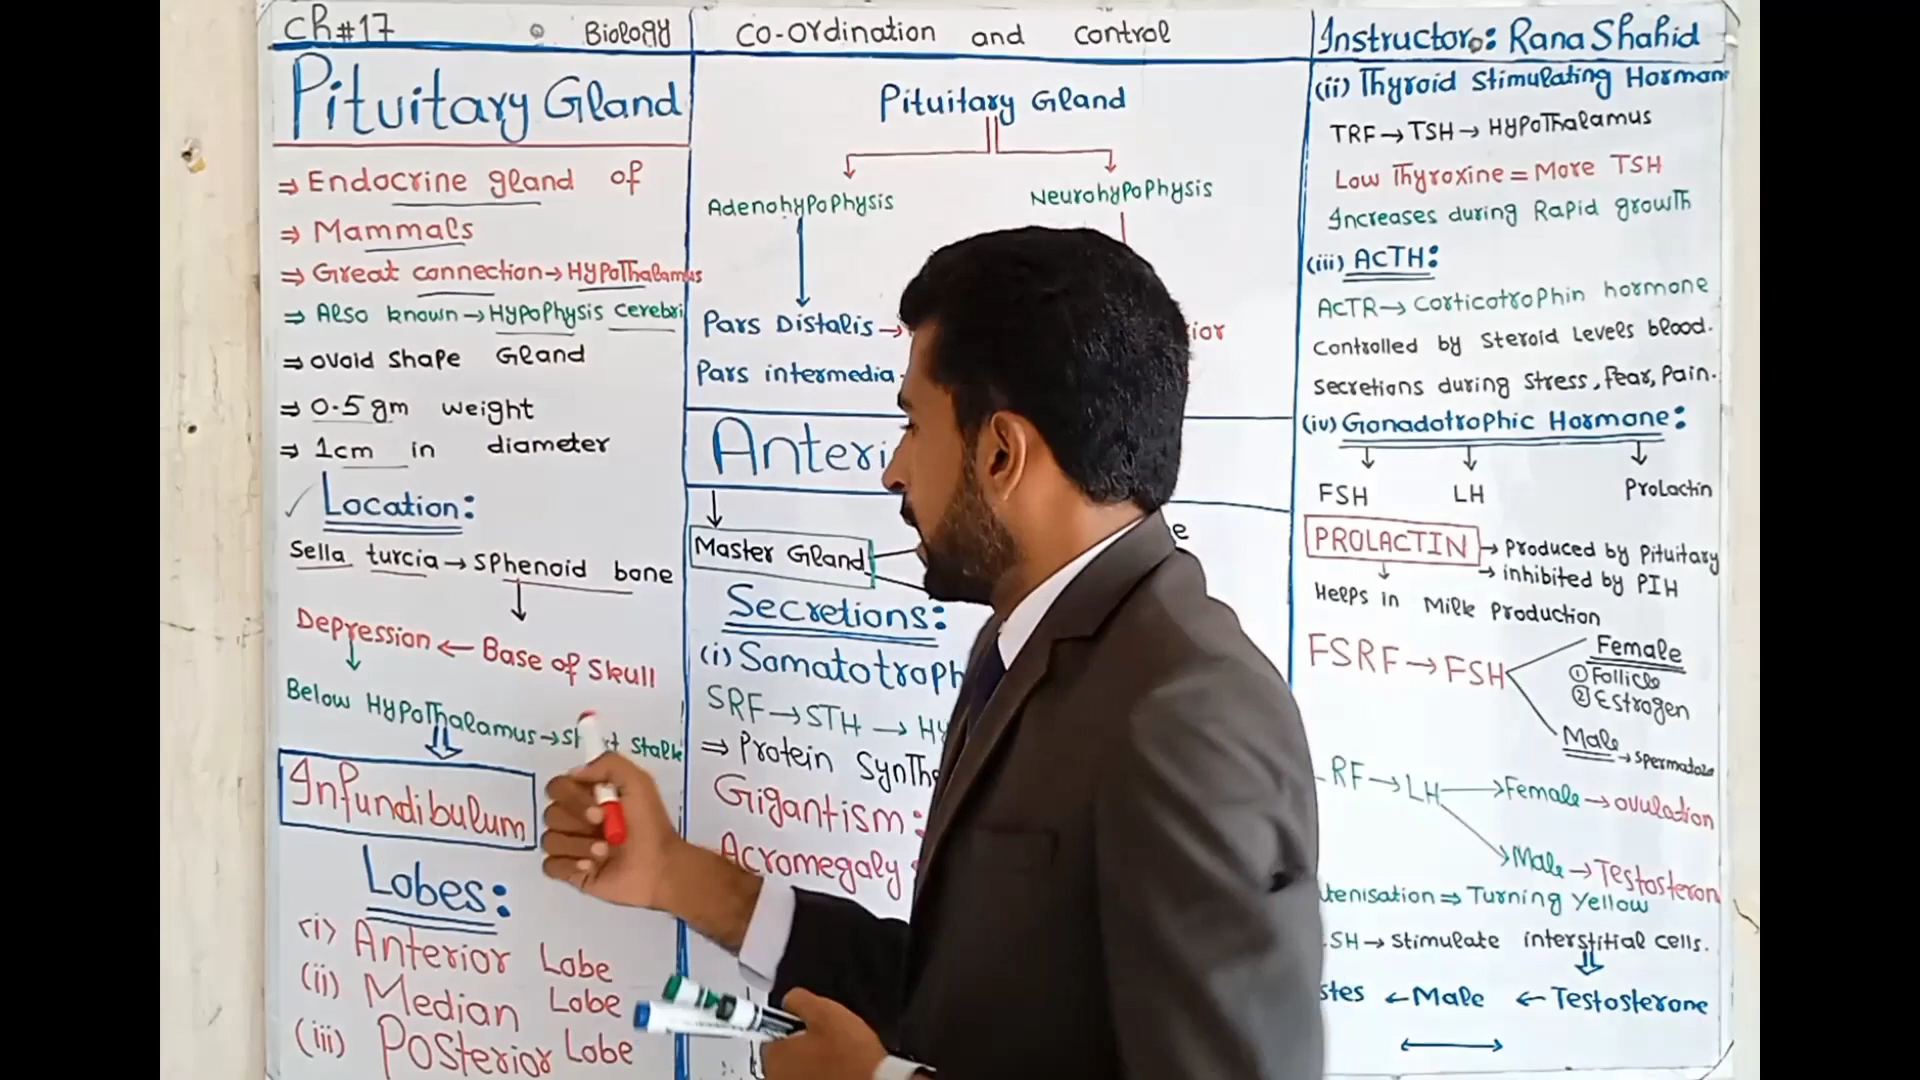 Ch#17 Biology
Co-ordination and control
Instructor: Rana Shahid
Pituitary Gland
⇒ Endocrine gland of
⇒ Mammals
⇒ Great connection → Hypothalamus
⇒ Also known → Hypophysis cerebri
⇒ ovoid shape Gland
⇒ 0.5 gm weight
⇒ 1cm in diameter
Location:
Sella turcia → Sphenoid bone
Depression ← Base of Skull
Below Hypothalamus → Short Stalk
Infundibulum
Lobes:
(i) Anterior Lobe
(ii) Median Lobe
(iii) Posterior Lobe
Pituitary Gland
Adenohypophysis Neurohypophysis
Pars Distalis →
Pars intermedia
Master Gland
Secretions:
(i)
SRF → STH →
⇒ Protein
Gigantism:
Acromegaly
(ii) Thyroid Stimulating Hormon
TRF → TSH → Hypothalamus
Low Thyroxine = More TSH
Increases during Rapid growth
(iii) ACTH:
ACTR → Corticotrophin hormone
Controlled by Steroid Levels blood.
Secretions during Stress, Fear, Pain.
(iv) Gonadotrophic Hormone:
FSH LH Prolactin
PROLACTIN → Produced by Pituitary
→ inhibited by PIH
Helps in Milk Production
FSRF → FSH
Female
① Follicle
② Estrogen
Male → Spermatozo
RF → LH → Female → ovulation
Male → Testosteron
⇒ Turning yellow
SH → Stimulate interstitial cells.
← Male ← Testosterone